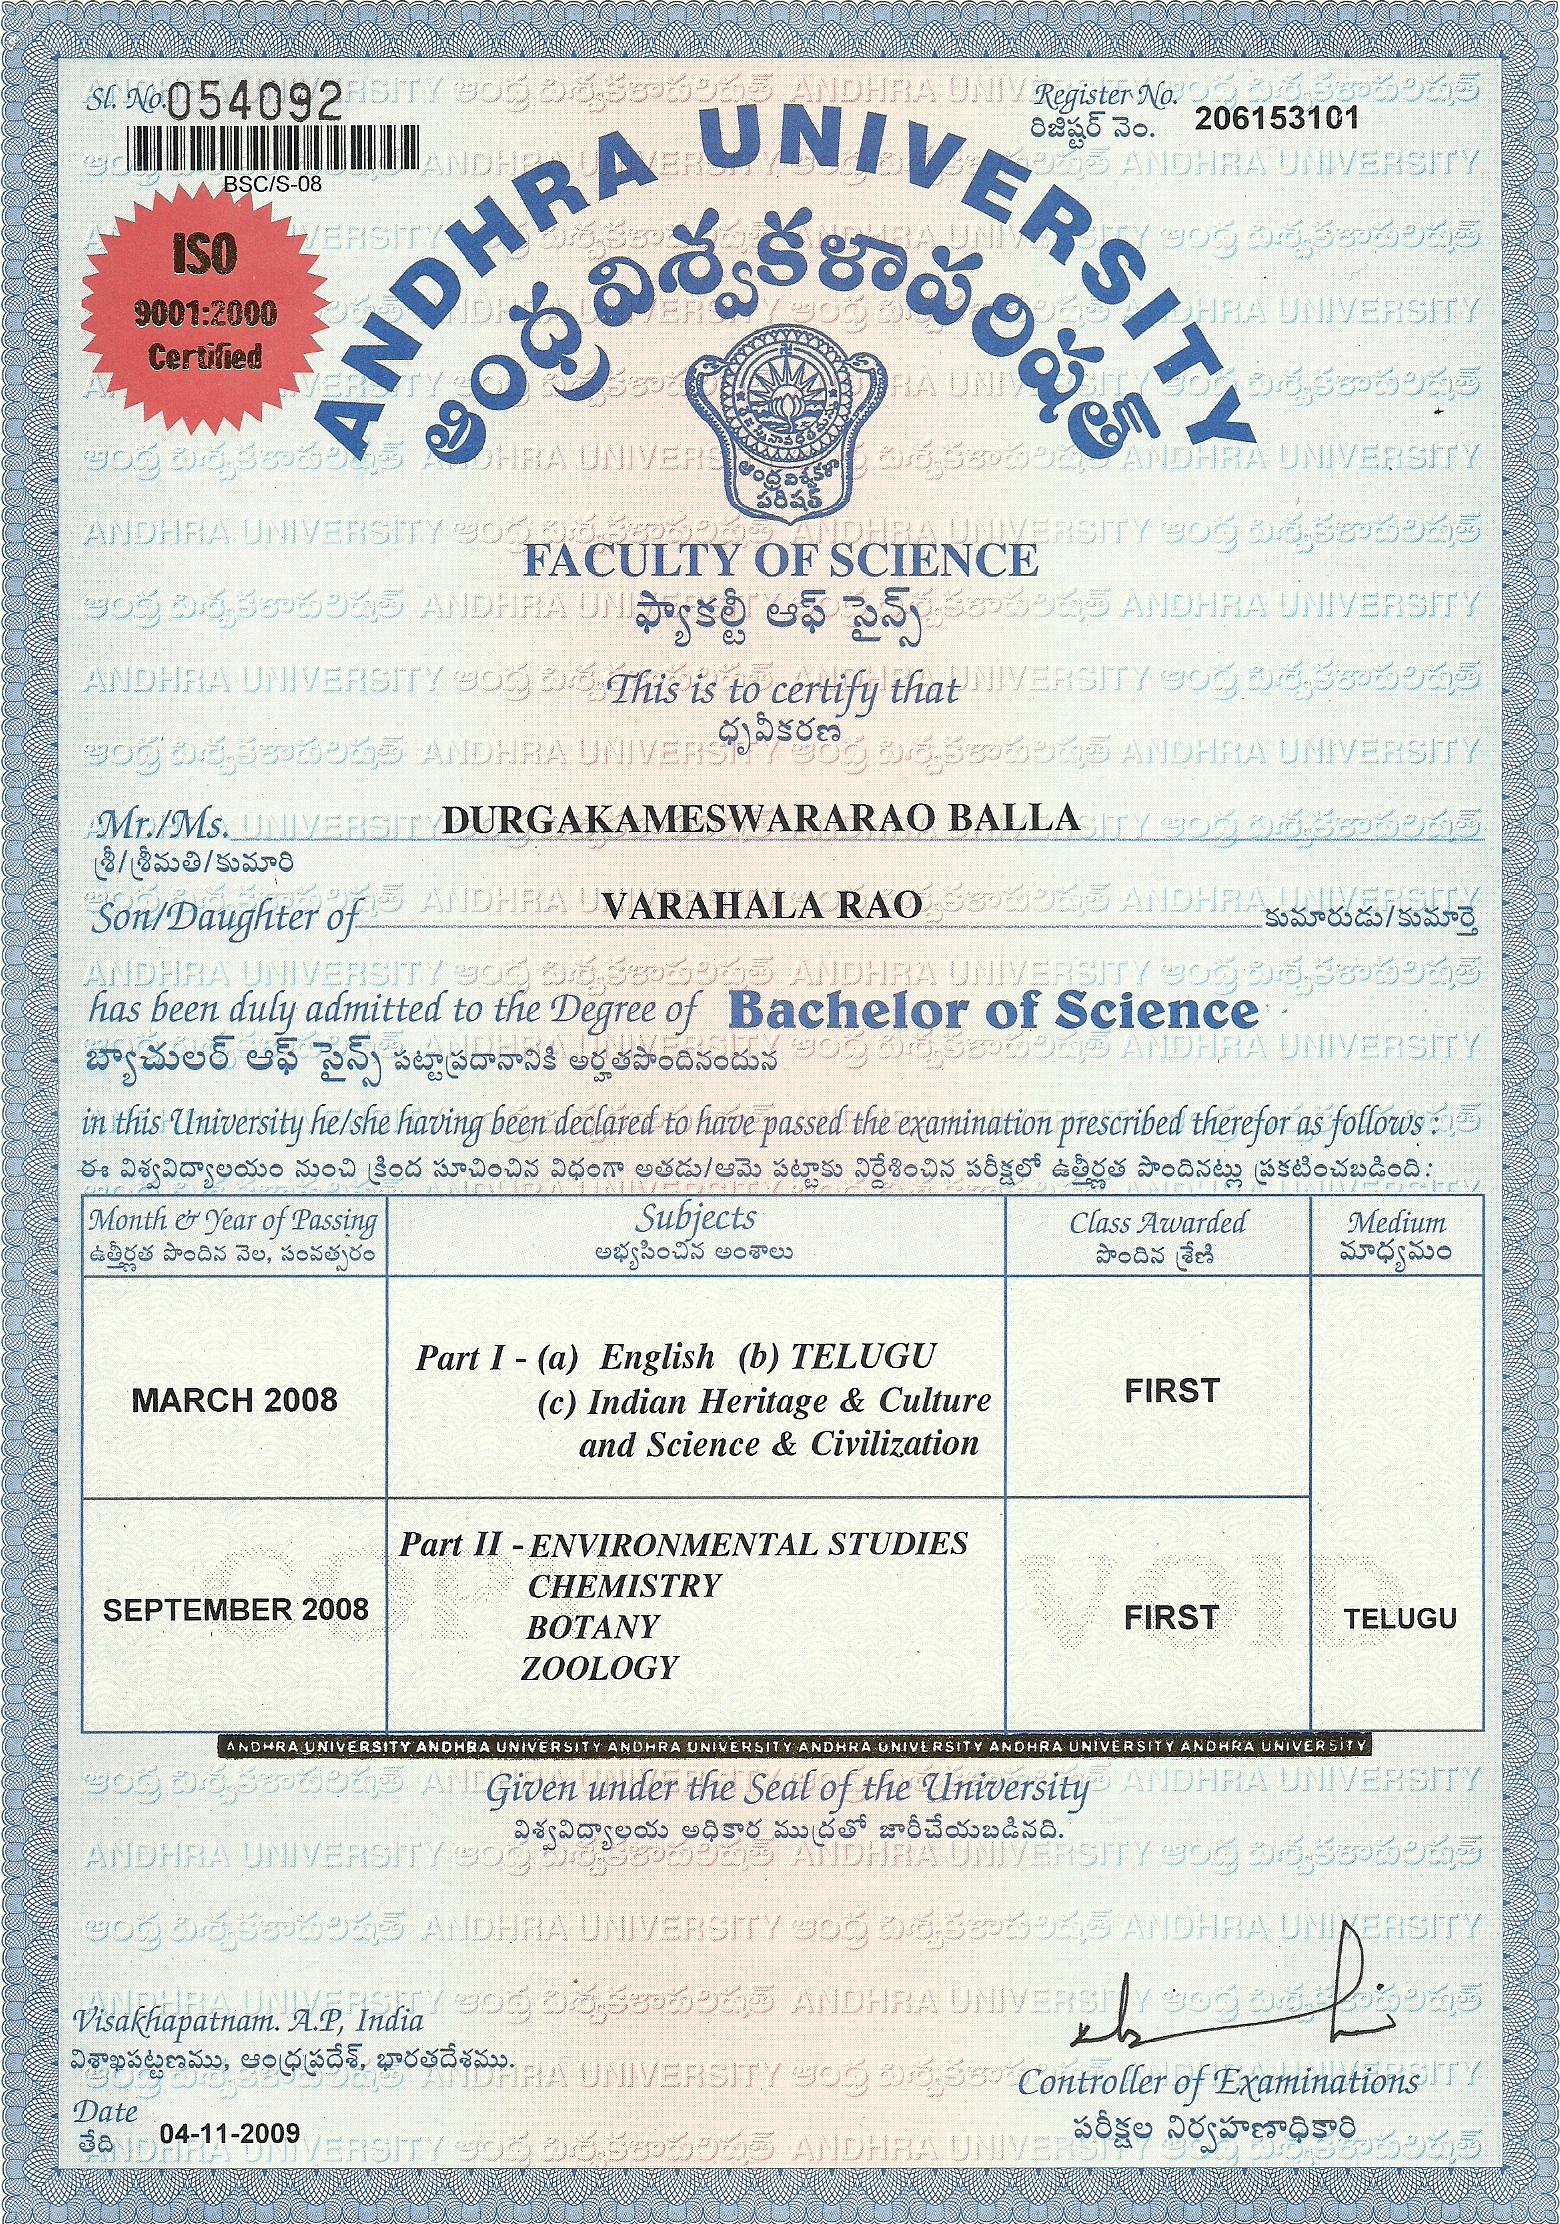 Sl. No. 054092
BSC/S-08
Register No. 206153101
రిజిష్టర్ నెం.
ISO
9001:2000
Certified
ANDHRA UNIVERSITY
ఆంధ్ర విశ్వకళాపరిషత్
ఆంధ్ర విశ్వకళా
పరిషత్
FACULTY OF SCIENCE
ఫ్యాకల్టీ ఆఫ్ సైన్స్
This is to certify that
ధృవీకరణ
Mr./Ms. DURGAKAMESWARARAO BALLA
శ్రీ/శ్రీమతి/కుమారి
Son/Daughter of VARAHALA RAO కుమారుడు/కుమార్తె
has been duly admitted to the Degree of Bachelor of Science
బ్యాచులర్ ఆఫ్ సైన్స్ పట్టాప్రదానానికి అర్హతపొందినందున
in this University he/she having been declared to have passed the examination prescribed therefor as follows :
ఈ విశ్వవిద్యాలయం నుంచి క్రింద సూచించిన విధంగా అతడు/ఆమె పట్టాకు నిర్దేశించిన పరీక్షలో ఉత్తీర్ణత పొందినట్లు ప్రకటించబడింది:
Month & Year of Passing Subjects Class Awarded Medium
ఉత్తీర్ణత పొందిన నెల, సంవత్సరం అభ్యసించిన అంశాలు పొందిన శ్రేణి మాధ్యమం
Part I - (a) English (b) TELUGU
MARCH 2008 (c) Indian Heritage & Culture FIRST
and Science & Civilization
Part II - ENVIRONMENTAL STUDIES
CHEMISTRY
SEPTEMBER 2008 BOTANY FIRST TELUGU
ZOOLOGY
COPY VOID
ANDHRA UNIVERSITY ANDHRA UNIVERSITY ANDHRA UNIVERSITY ANDHRA UNIVERSITY ANDHRA UNIVERSITY ANDHRA UNIVERSITY
Given under the Seal of the University
విశ్వవిద్యాలయ అధికార ముద్రతో జారీచేయబడినది.
Visakhapatnam. A.P, India
విశాఖపట్టణము, ఆంధ్రప్రదేశ్, భారతదేశము.
Controller of Examinations
పరీక్షల నిర్వహణాధికారి
Date 04-11-2009
తేది